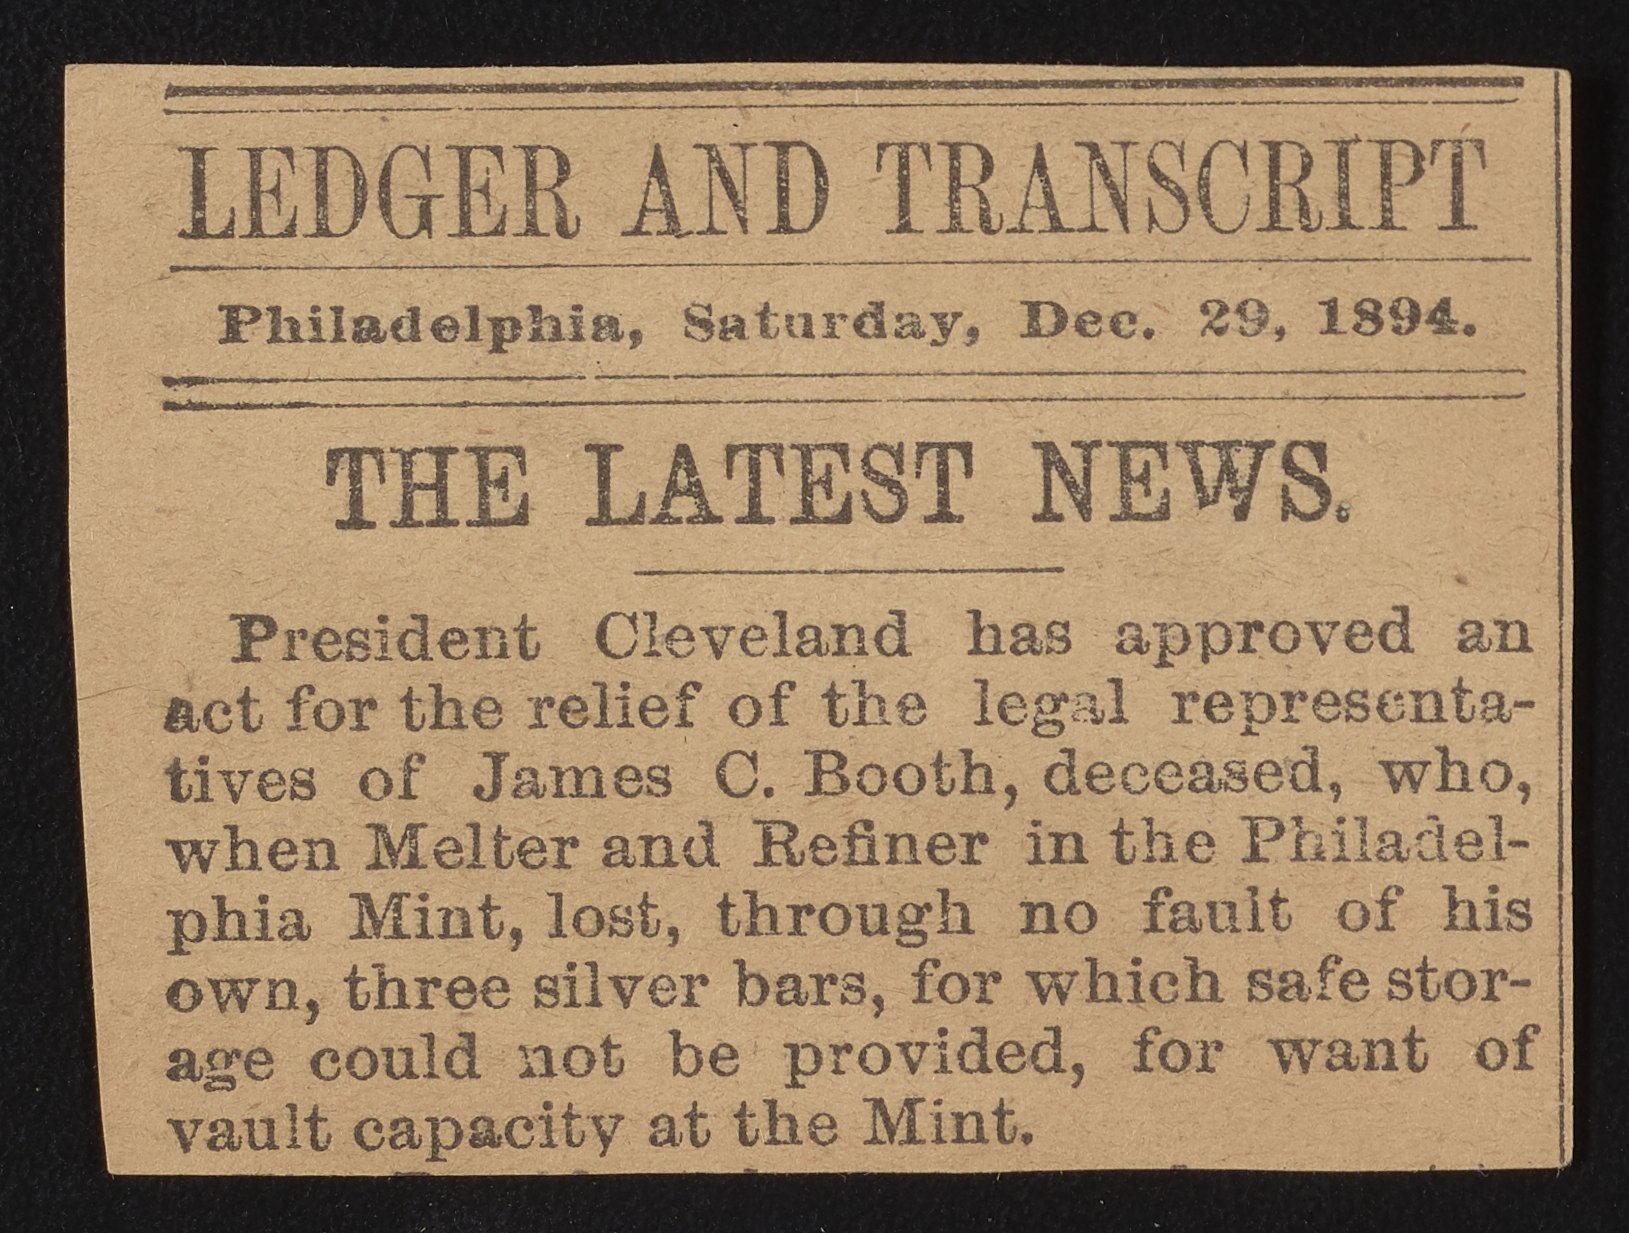 LEDGER AND TRANSCRIPT
Philadelphia, Saturday, Dec. 29, 1894.
THE LATEST NEWS.
President Cleveland has approved an
act for the relief of the legal representa-
tives of James C. Booth, deceased, who,
when Melter and Refiner in the Philadel-
phia Mint, lost, through no fault of his
own, three silver bars, for which safe stor-
age could not be provided, for want of
vault capacity at the Mint.